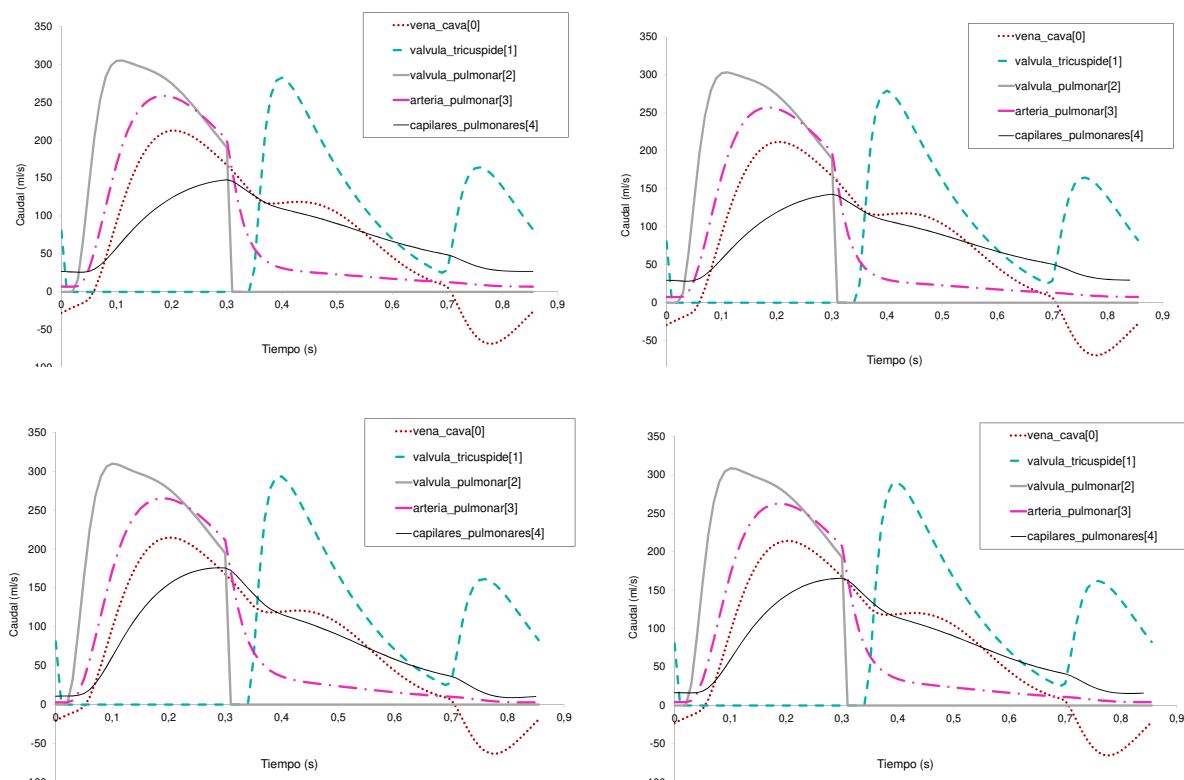 350
300
250
200
150
100
50
0
-50
100
Caudal (ml/s)
0 0,1 0,2 0,3 0,4 0,5 0,6 0,7 0,8 0,9
Tiempo (s)
vena_cava[0]
valvula_tricuspide[1]
valvula_pulmonar[2]
arteria_pulmonar[3]
capilares_pulmonares[4]
350
300
250
200
150
100
50
0
-50
Caudal (ml/s)
0 0,1 0,2 0,3 0,4 0,5 0,6 0,7 0,8 0,9
Tiempo (s)
vena_cava[0]
valvula_tricuspide[1]
valvula_pulmonar[2]
arteria_pulmonar[3]
capilares_pulmonares[4]
350
300
250
200
150
100
50
0
-50
100
Caudal (ml/s)
0 0,1 0,2 0,3 0,4 0,5 0,6 0,7 0,8 0,9
Tiempo (s)
vena_cava[0]
valvula_tricuspide[1]
valvula_pulmonar[2]
arteria_pulmonar[3]
capilares_pulmonares[4]
350
300
250
200
150
100
50
0
-50
100
Caudal (ml/s)
0 0,1 0,2 0,3 0,4 0,5 0,6 0,7 0,8 0,9
Tiempo (s)
vena_cava[0]
valvula_tricuspide[1]
valvula_pulmonar[2]
arteria_pulmonar[3]
capilares_pulmonares[4]